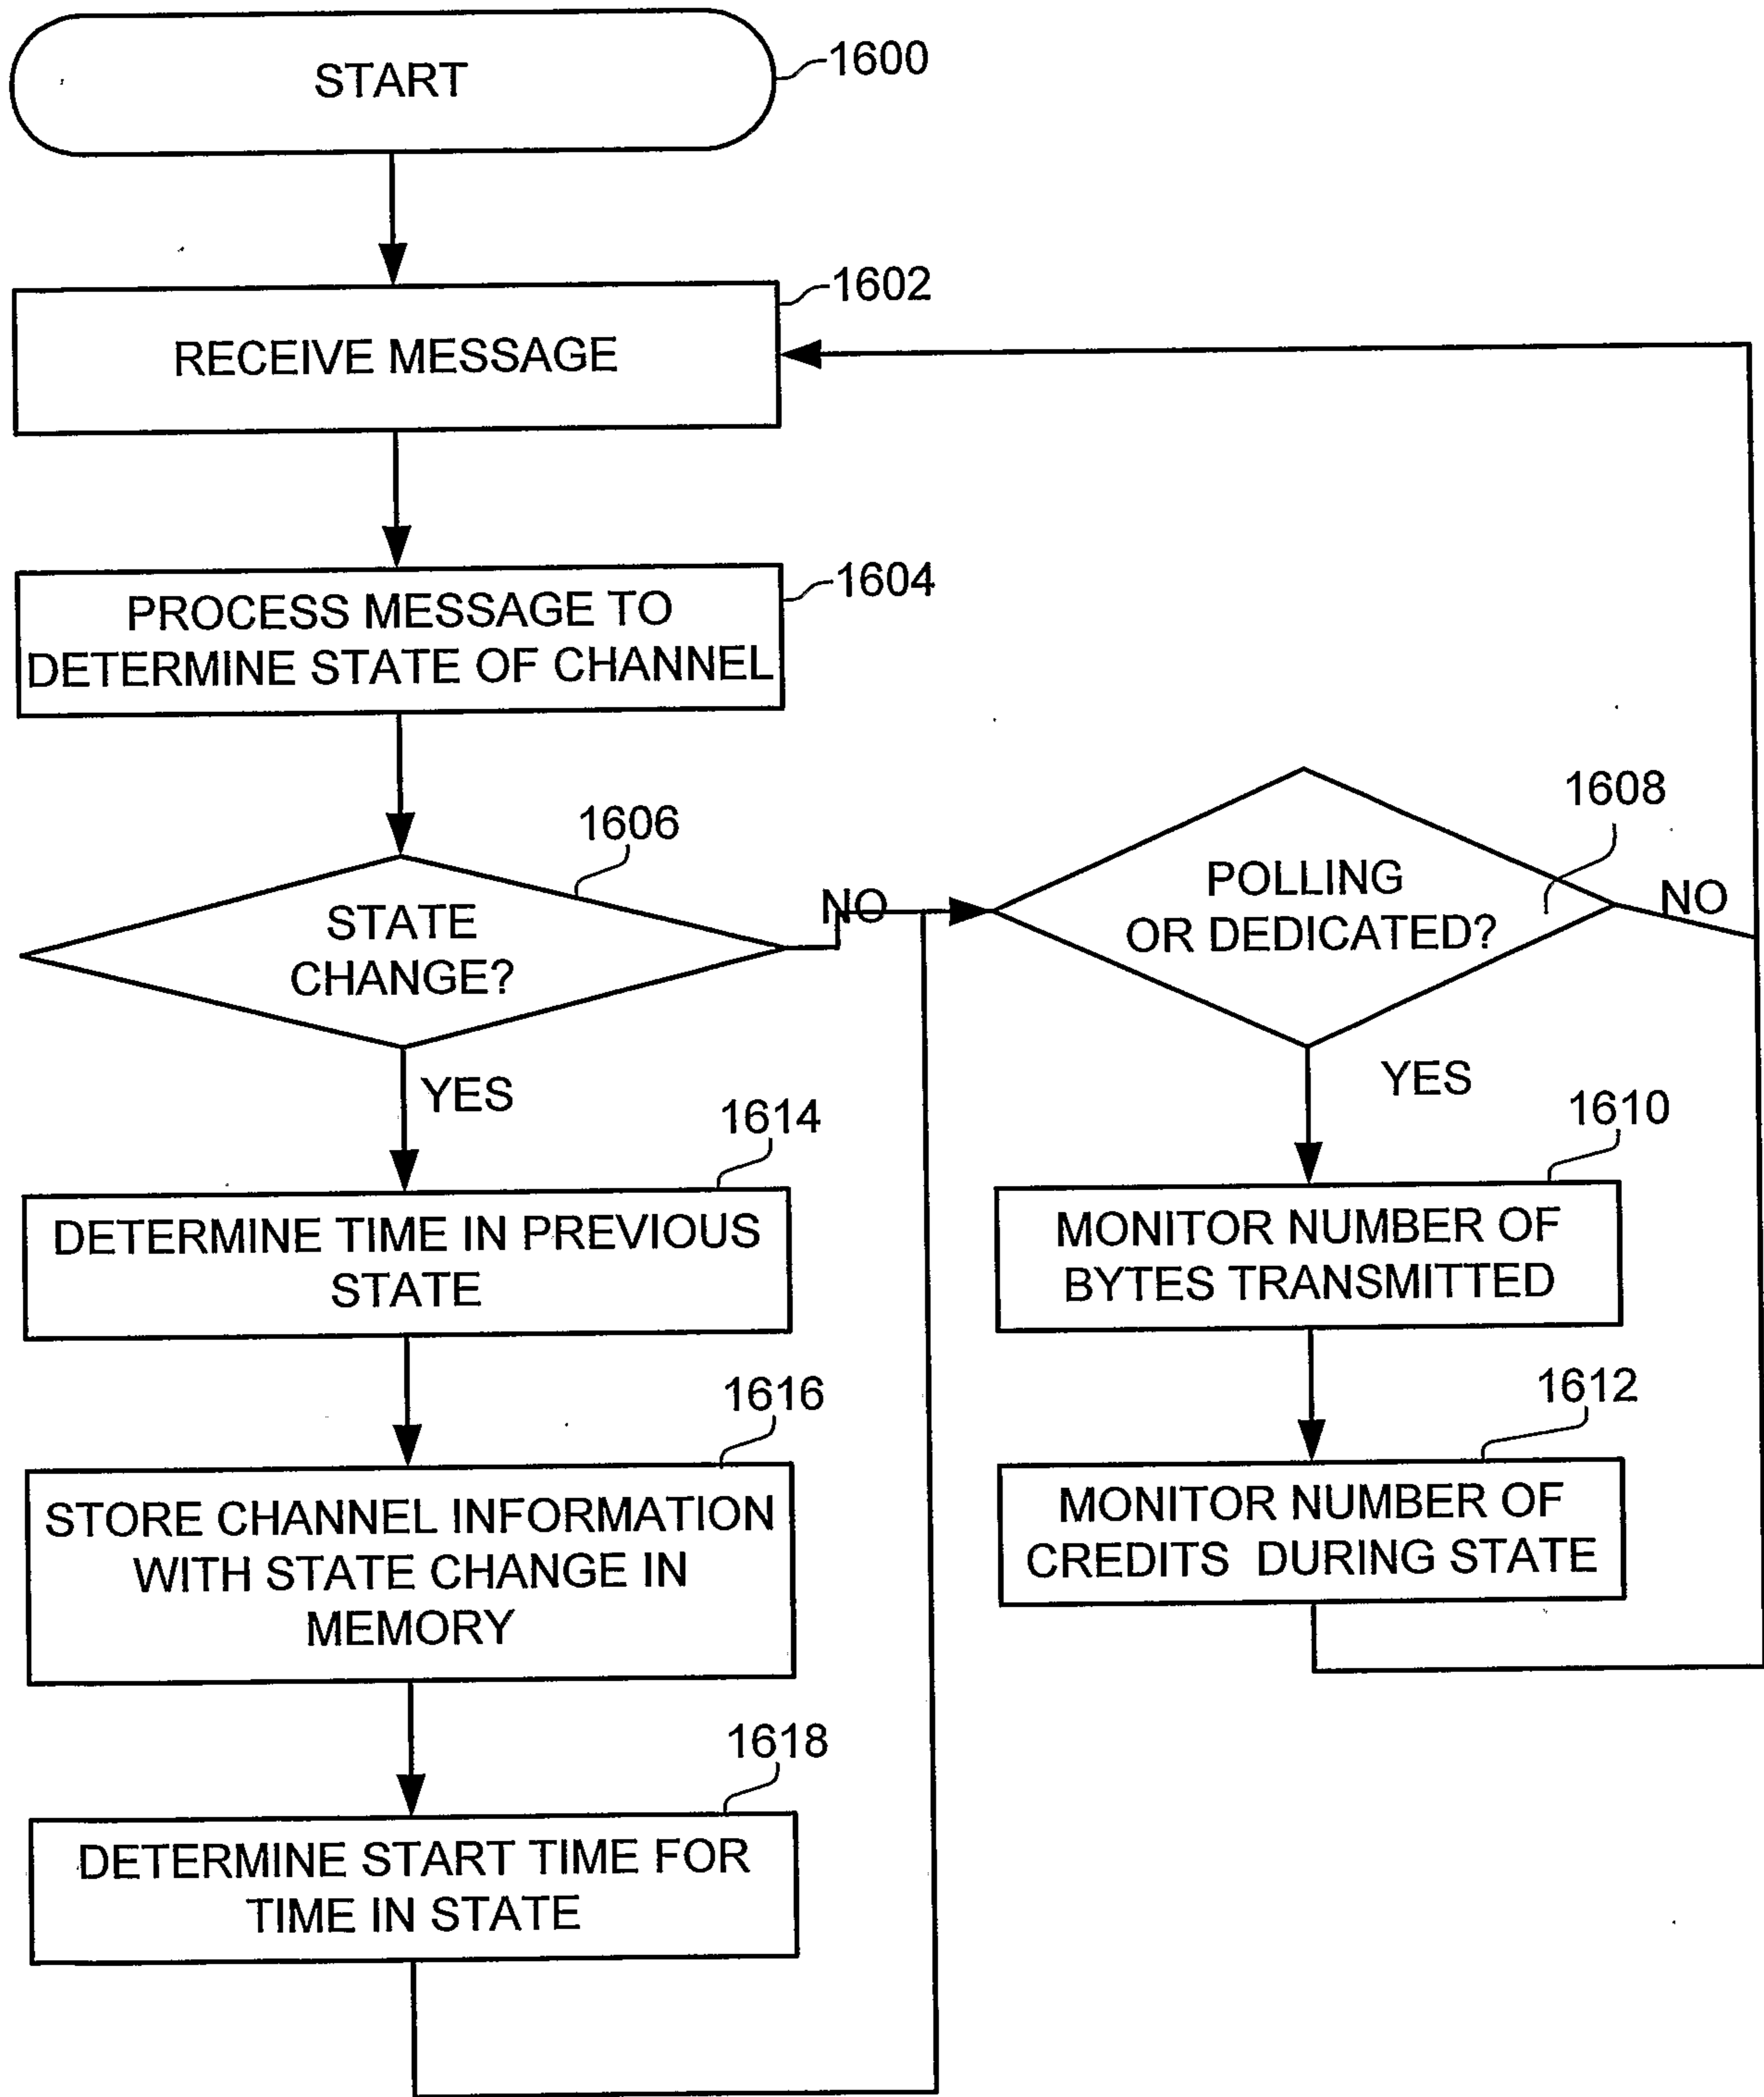 START
1600
1602
RECEIVE MESSAGE
1604
PROCESS MESSAGE TO
DETERMINE STATE OF CHANNEL
1606
STATE
CHANGE?
NO
YES
1608
POLLING
OR DEDICATED?
NO
YES
1614
DETERMINE TIME IN PREVIOUS
STATE
1610
MONITOR NUMBER OF
BYTES TRANSMITTED
1616
STORE CHANNEL INFORMATION
WITH STATE CHANGE IN
MEMORY
1612
MONITOR NUMBER OF
CREDITS DURING STATE
1618
DETERMINE START TIME FOR
TIME IN STATE